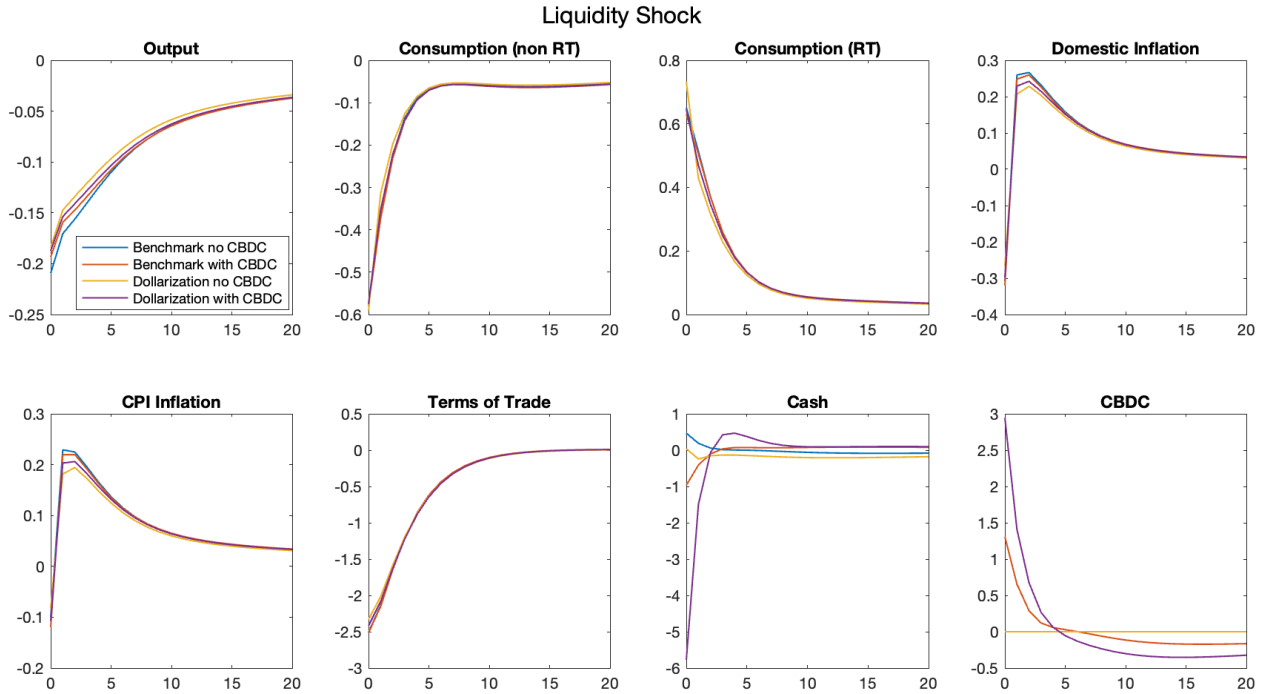 Liquidity Shock
Output
0
-0.05
-0.1
-0.15
-0.2
-0.25
0 5 10 15 20
Benchmark no CBDC
Benchmark with CBDC
Dollarization no CBDC
Dollarization with CBDC
Consumption (non RT)
0
-0.1
-0.2
-0.3
-0.4
-0.5
-0.6
0 5 10 15 20
Consumption (RT)
0.8
0.6
0.4
0.2
0
0 5 10 15 20
Domestic Inflation
0.3
0.2
0.1
0
-0.1
-0.2
-0.3
-0.4
0 5 10 15 20
CPI Inflation
0.3
0.2
0.1
0
-0.1
-0.2
0 5 10 15 20
Terms of Trade
0.5
0
-0.5
-1
-1.5
-2
-2.5
-3
0 5 10 15 20
Cash
1
0
-1
-2
-3
-4
-5
-6
0 5 10 15 20
CBDC
3
2.5
2
1.5
1
0.5
0
-0.5
0 5 10 15 20